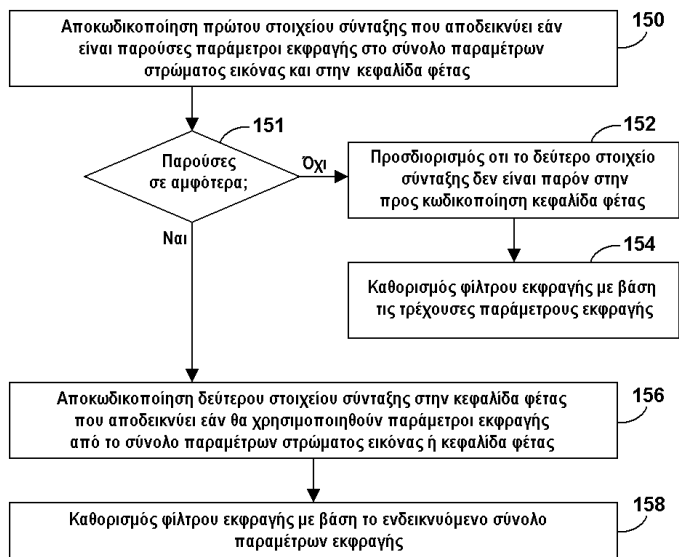 Αποκωδικοποίηση πρώτου στοιχείου σύνταξης που αποδεικνύει εάν
είναι παρούσες παράμετροι εκφραγής στο σύνολο παραμέτρων
στρώματος εικόνας και στην κεφαλίδα φέτας
150
151
Παρούσες
σε αμφότερα;
Όχι
Ναι
152
Προσδιορισμός οτι το δεύτερο στοιχείο
σύνταξης δεν είναι παρόν στην
προς κωδικοποίηση κεφαλίδα φέτας
154
Καθορισμός φίλτρου εκφραγής με βάση
τις τρέχουσες παράμετρους εκφραγής
Αποκωδικοποίηση δεύτερου στοιχείου σύνταξης στην κεφαλίδα φέτας
που αποδεικνύει εάν θα χρησιμοποιηθούν παράμετροι εκφραγής
από το σύνολο παραμέτρων στρώματος εικόνας ή κεφαλίδα φέτας
156
Καθορισμός φίλτρου εκφραγής με βάση το ενδεικνυόμενο σύνολο
παραμέτρων εκφραγής
158